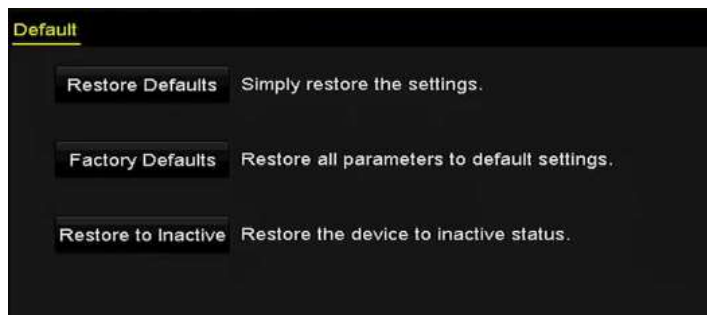 Default
Restore Defaults Simply restore the settings.
Factory Defaults Restore all parameters to default settings.
Restore to Inactive Restore the device to inactive status.